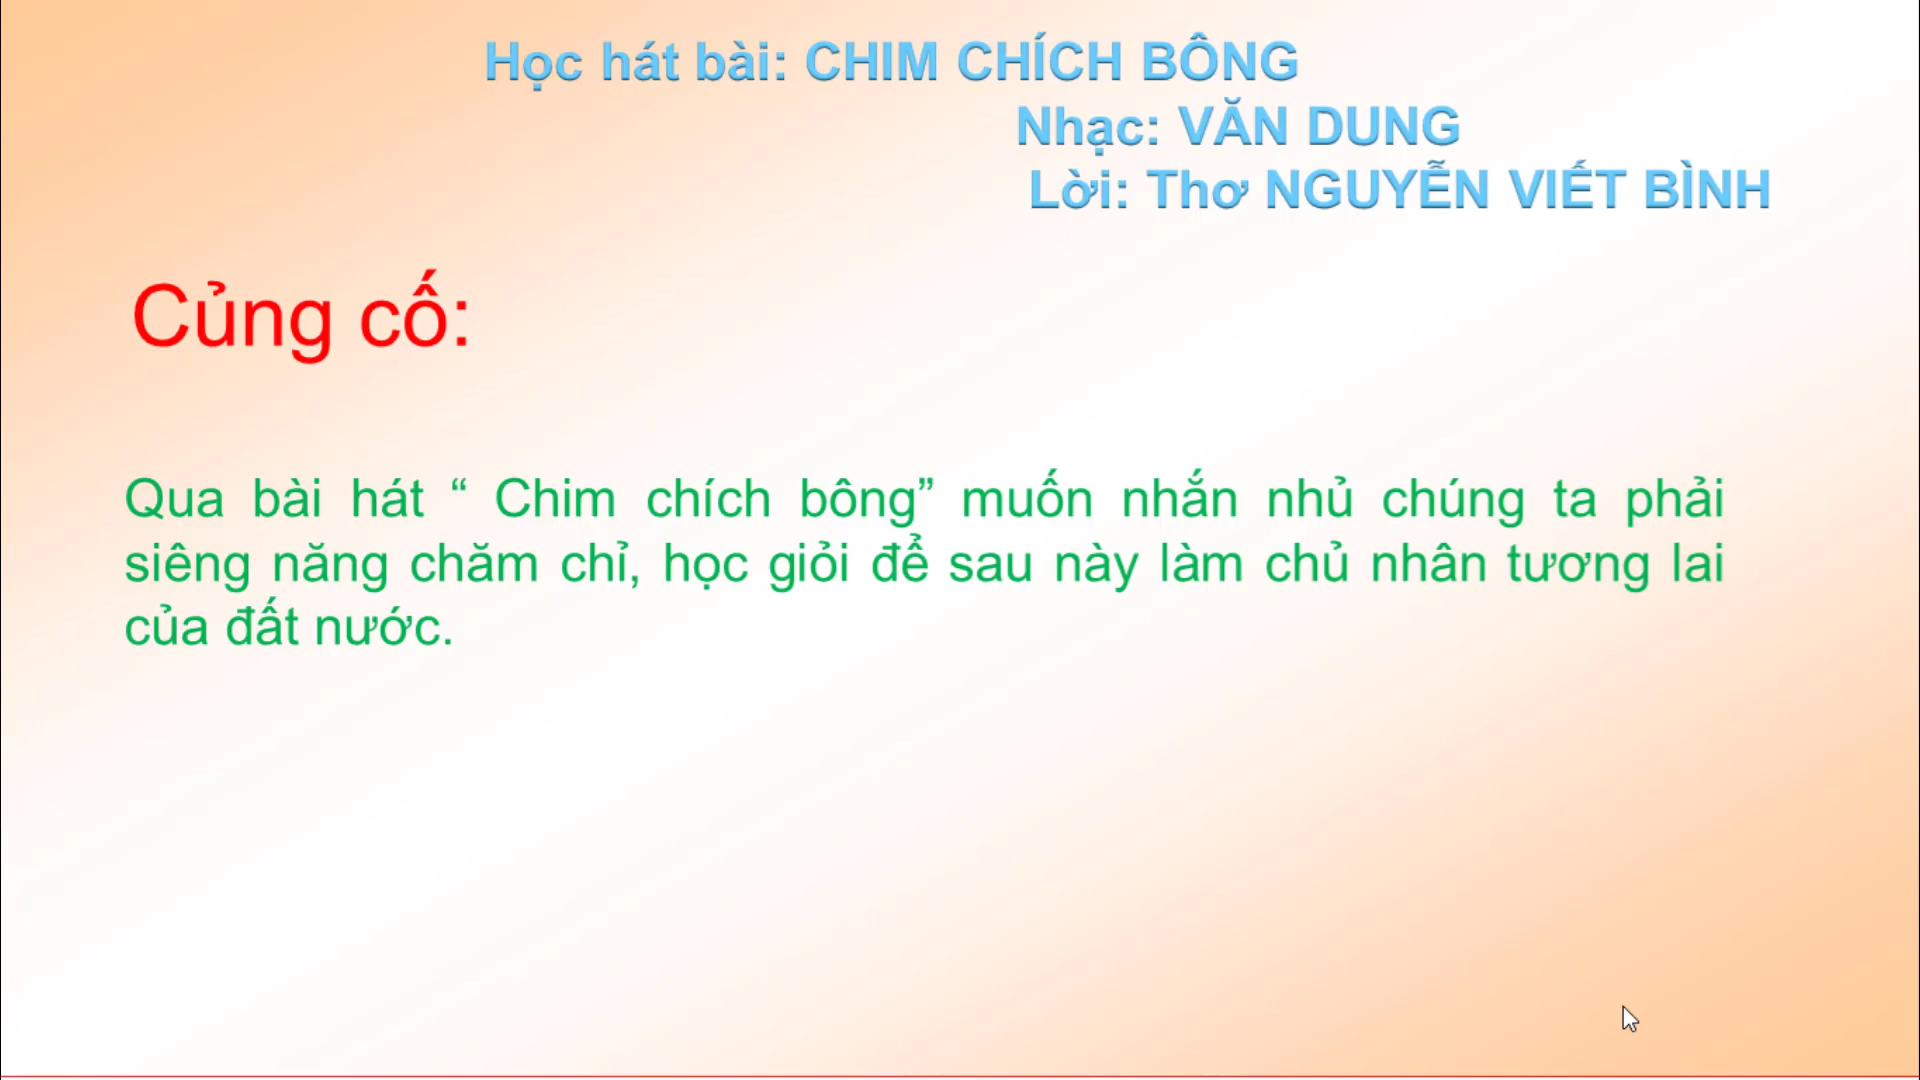 Học hát bài: CHIM CHÍCH BÔNG
Nhạc: VĂN DUNG
Lời: Thơ NGUYỄN VIẾT BÌNH
Củng cố:
Qua bài hát “ Chim chích bông” muốn nhắn nhủ chúng ta phải
siêng năng chăm chỉ, học giỏi để sau này làm chủ nhân tương lai
của đất nước.